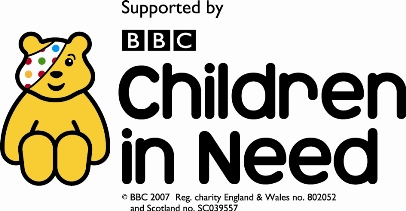 Supported by
BBC
Children
in Need
© BBC 2007 Reg. charity England & Wales no. 802052
and Scotland no. SC039557